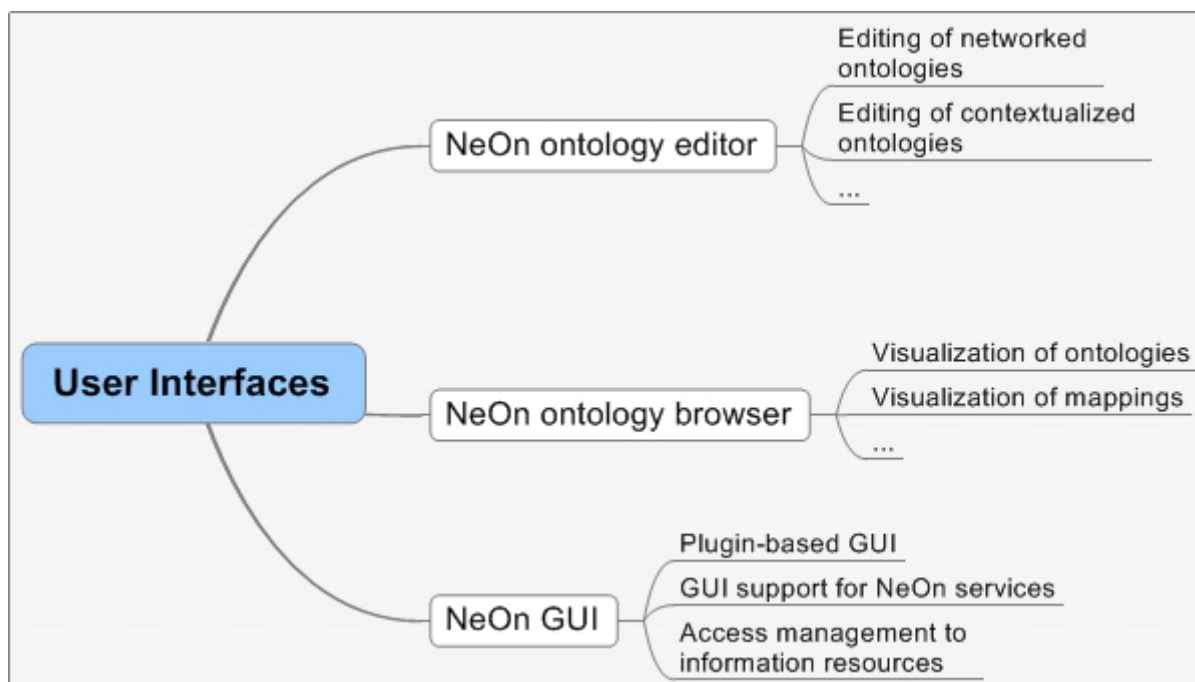 Editing of networked
ontologies
NeOn ontology editor
Editing of contextualized
ontologies
...
User Interfaces
Visualization of ontologies
NeOn ontology browser
Visualization of mappings
...
Plugin-based GUI
GUI support for NeOn services
NeOn GUI
Access management to
information resources